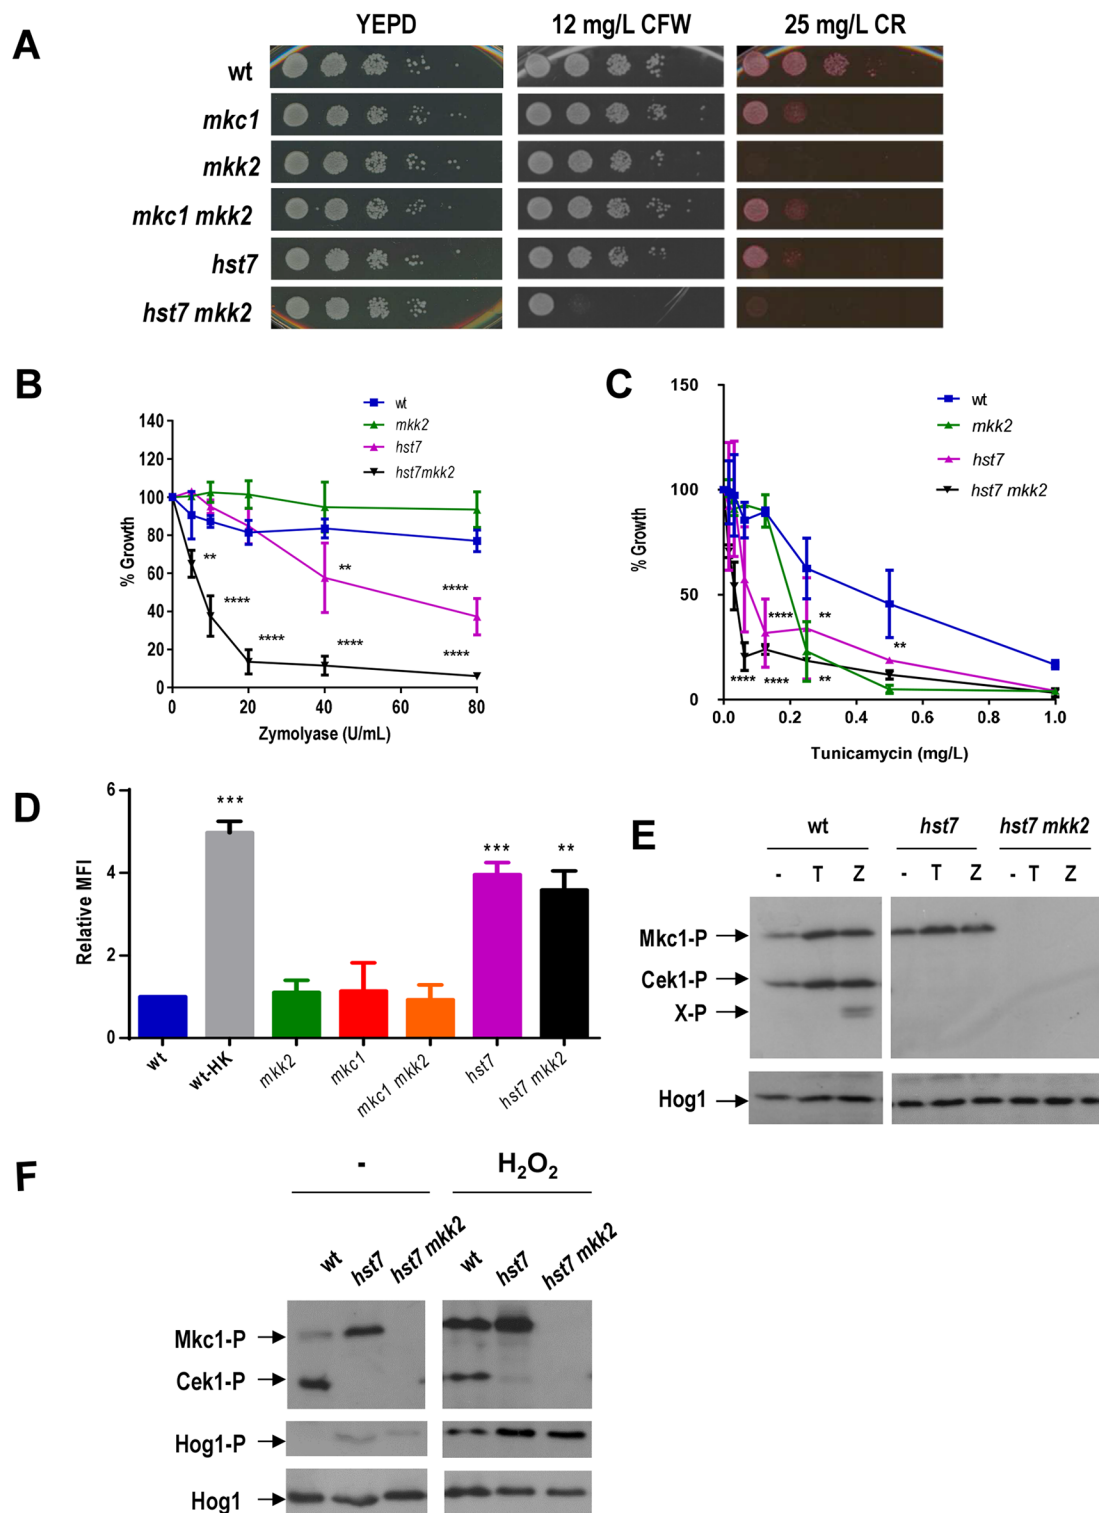 A
YEPD 12 mg/L CFW 25 mg/L CR
wt
mkc1
mkk2
mkc1 mkk2
hst7
hst7 mkk2
B
wt
mkk2
hst7
hst7mkk2
140
120
100
80
60
40
20
0
% Growth
**
****
****
****
**
****
****
0 20 40 60 80
Zymolyase (U/mL)
C
wt
mkk2
hst7
hst7 mkk2
150
100
50
0
% Growth
**** **
**
**** **** **
0.0 0.2 0.4 0.6 0.8 1.0
Tunicamycin (mg/L)
D
6
4
2
0
Relative MFI
***
***
**
wt wt-HK mkk2 mkc1 mkc1 mkk2 hst7 hst7 mkk2
E
wt hst7 hst7 mkk2
- T Z - T Z - T Z
Mkc1-P
Cek1-P
X-P
Hog1
F
- H2O2
wt hst7 hst7 mkk2 wt hst7 hst7 mkk2
Mkc1-P
Cek1-P
Hog1-P
Hog1